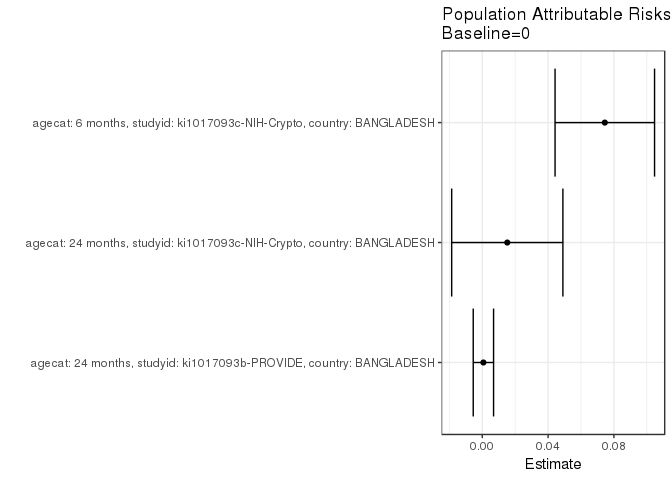 Population Attributable Risks
Baseline=0
agecat: 6 months, studyid: ki1017093c-NIH-Crypto, country: BANGLADESH
agecat: 24 months, studyid: ki1017093c-NIH-Crypto, country: BANGLADESH
agecat: 24 months, studyid: ki1017093b-PROVIDE, country: BANGLADESH
0.00 0.04 0.08
Estimate